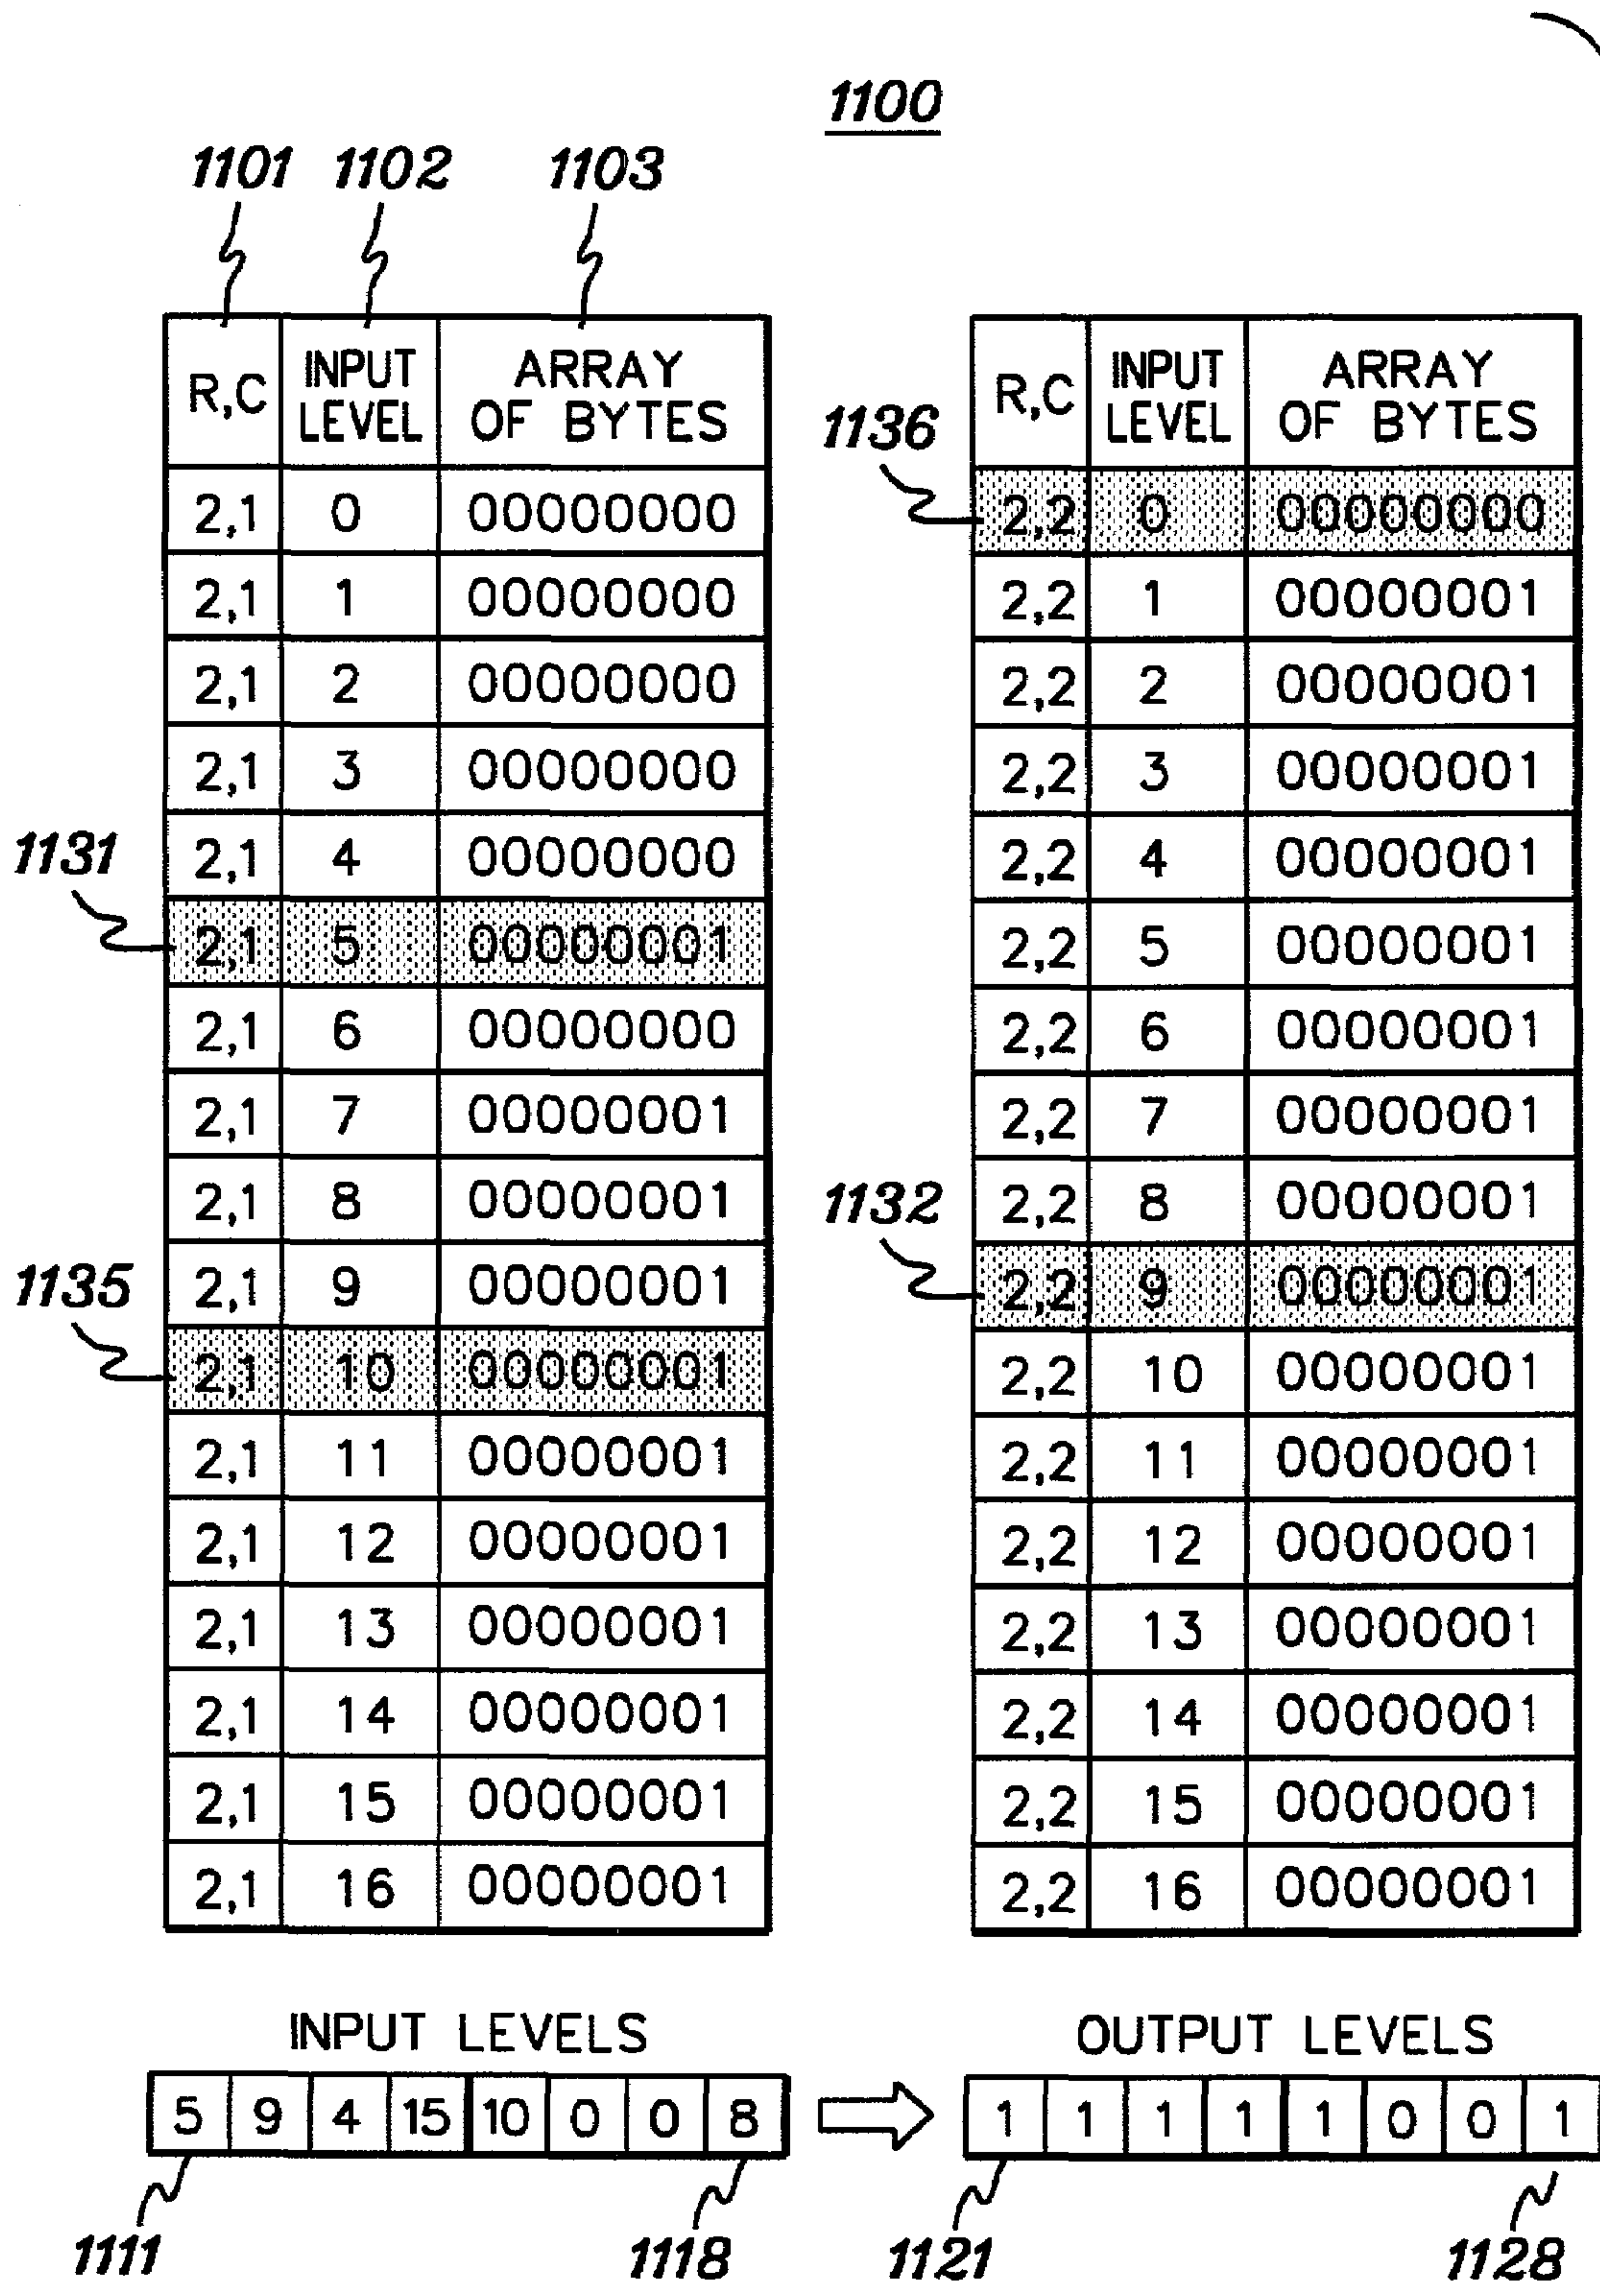 1100
1101 1102 1103
R,C INPUT LEVEL ARRAY OF BYTES
2,1 0 00000000
2,1 1 00000000
2,1 2 00000000
2,1 3 00000000
2,1 4 00000000
1131
2,1 5 00000001
2,1 6 00000000
2,1 7 00000001
2,1 8 00000001
2,1 9 00000001
1135
2,1 10 00000001
2,1 11 00000001
2,1 12 00000001
2,1 13 00000001
2,1 14 00000001
2,1 15 00000001
2,1 16 00000001
R,C INPUT LEVEL ARRAY OF BYTES
1136
2,2 0 00000000
2,2 1 00000001
2,2 2 00000001
2,2 3 00000001
2,2 4 00000001
2,2 5 00000001
2,2 6 00000001
2,2 7 00000001
2,2 8 00000001
1132
2,2 9 00000001
2,2 10 00000001
2,2 11 00000001
2,2 12 00000001
2,2 13 00000001
2,2 14 00000001
2,2 15 00000001
2,2 16 00000001
INPUT LEVELS
5 9 4 15 10 0 0 8
1111 1118
OUTPUT LEVELS
1 1 1 1 1 0 0 1
1121 1128